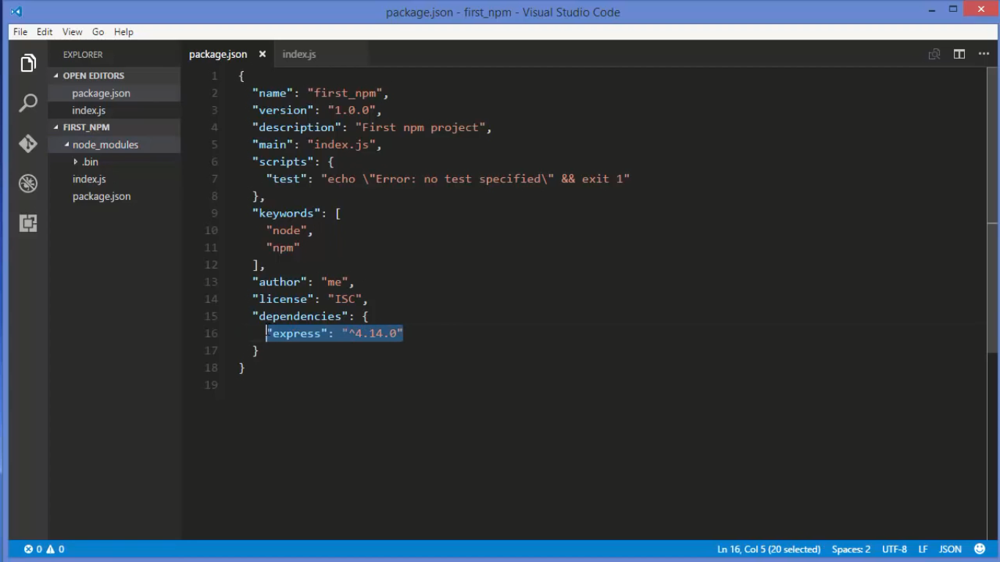 package.json - first_npm - Visual Studio Code
File Edit View Go Help
EXPLORER
OPEN EDITORS
package.json
index.js
FIRST_NPM
node_modules
.bin
index.js
package.json
package.json index.js
1 {
2 "name": "first_npm",
3 "version": "1.0.0",
4 "description": "First npm project",
5 "main": "index.js",
6 "scripts": {
7 "test": "echo \"Error: no test specified\" && exit 1"
8 },
9 "keywords": [
10 "node",
11 "npm"
12 ],
13 "author": "me",
14 "license": "ISC",
15 "dependencies": {
16 "express": "^4.14.0"
17 }
18 }
19
0 0 Ln 16, Col 5 (20 selected) Spaces: 2 UTF-8 LF JSON